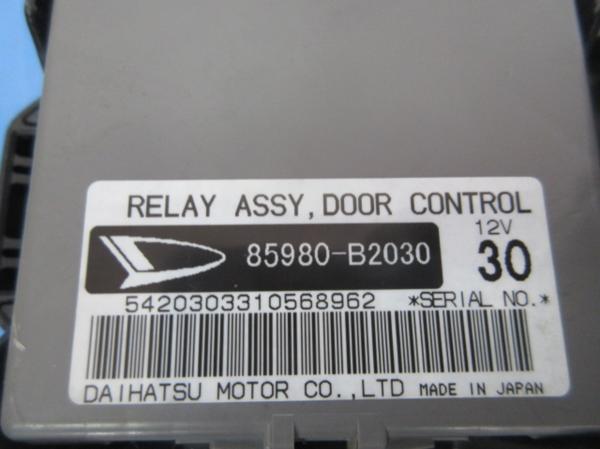 RELAY ASSY, DOOR CONTROL
12V
85980-B2030
30
5420303310568962 *SERIAL NO.*
DAIHATSU MOTOR CO.,LTD MADE IN JAPAN